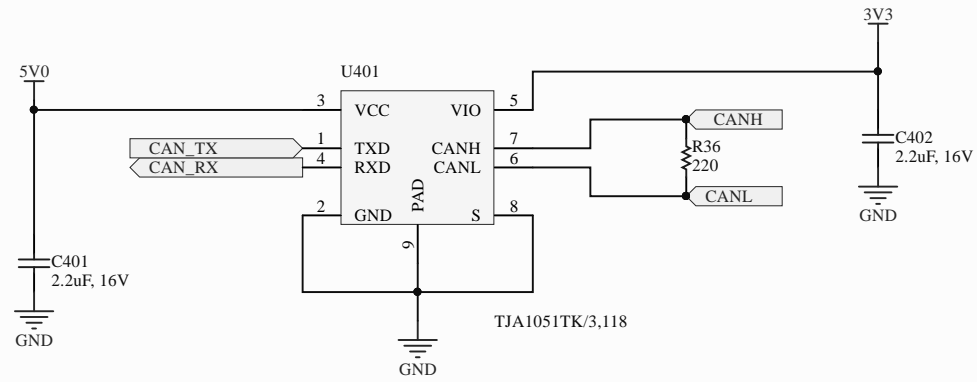 3V3
5V0
U401
3 VCC VIO 5
CAN_TX 1 TXD CANH 7 CANH
CAN_RX 4 RXD CANL 6 R36
220
CANL
C402
2.2uF, 16V
2 GND PAD S 8
GND
9
C401
2.2uF, 16V
TJA1051TK/3,118
GND
GND